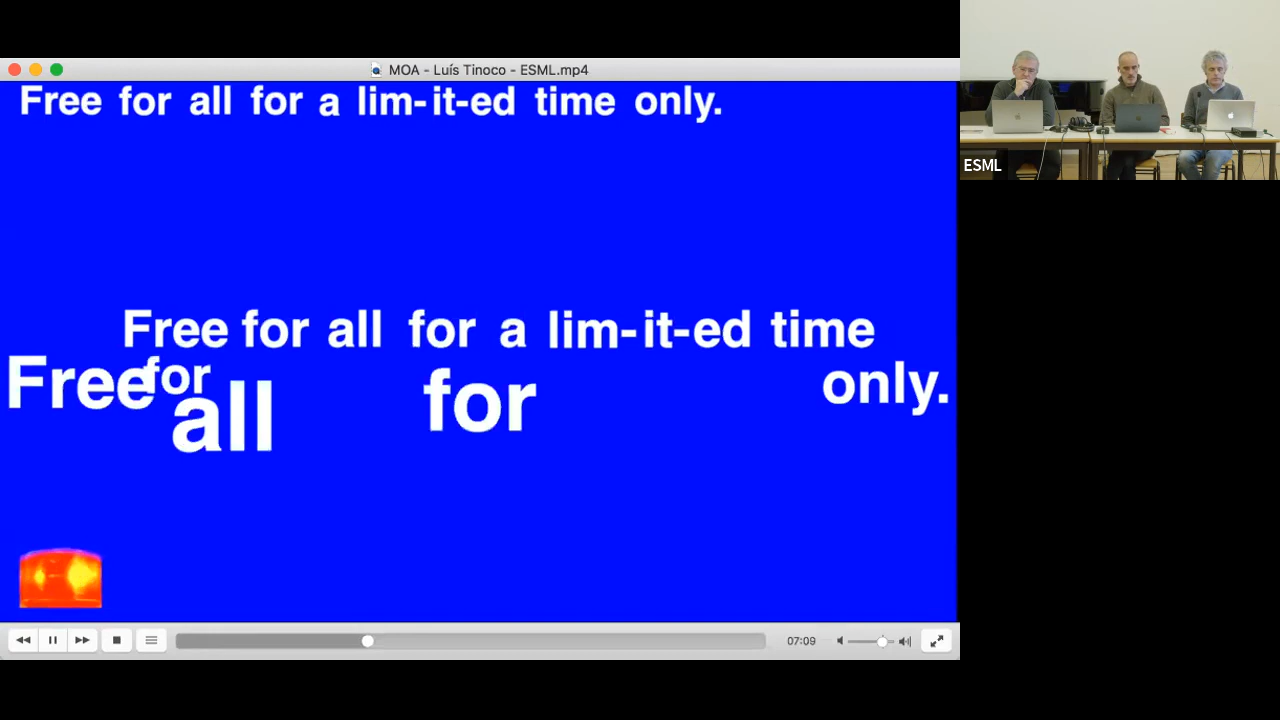 MOA - Luís Tinoco - ESML.mp4
Free for all for a lim-it-ed time only.
ESML
Free for all for a lim-it-ed time
Free for all for only.
07:09